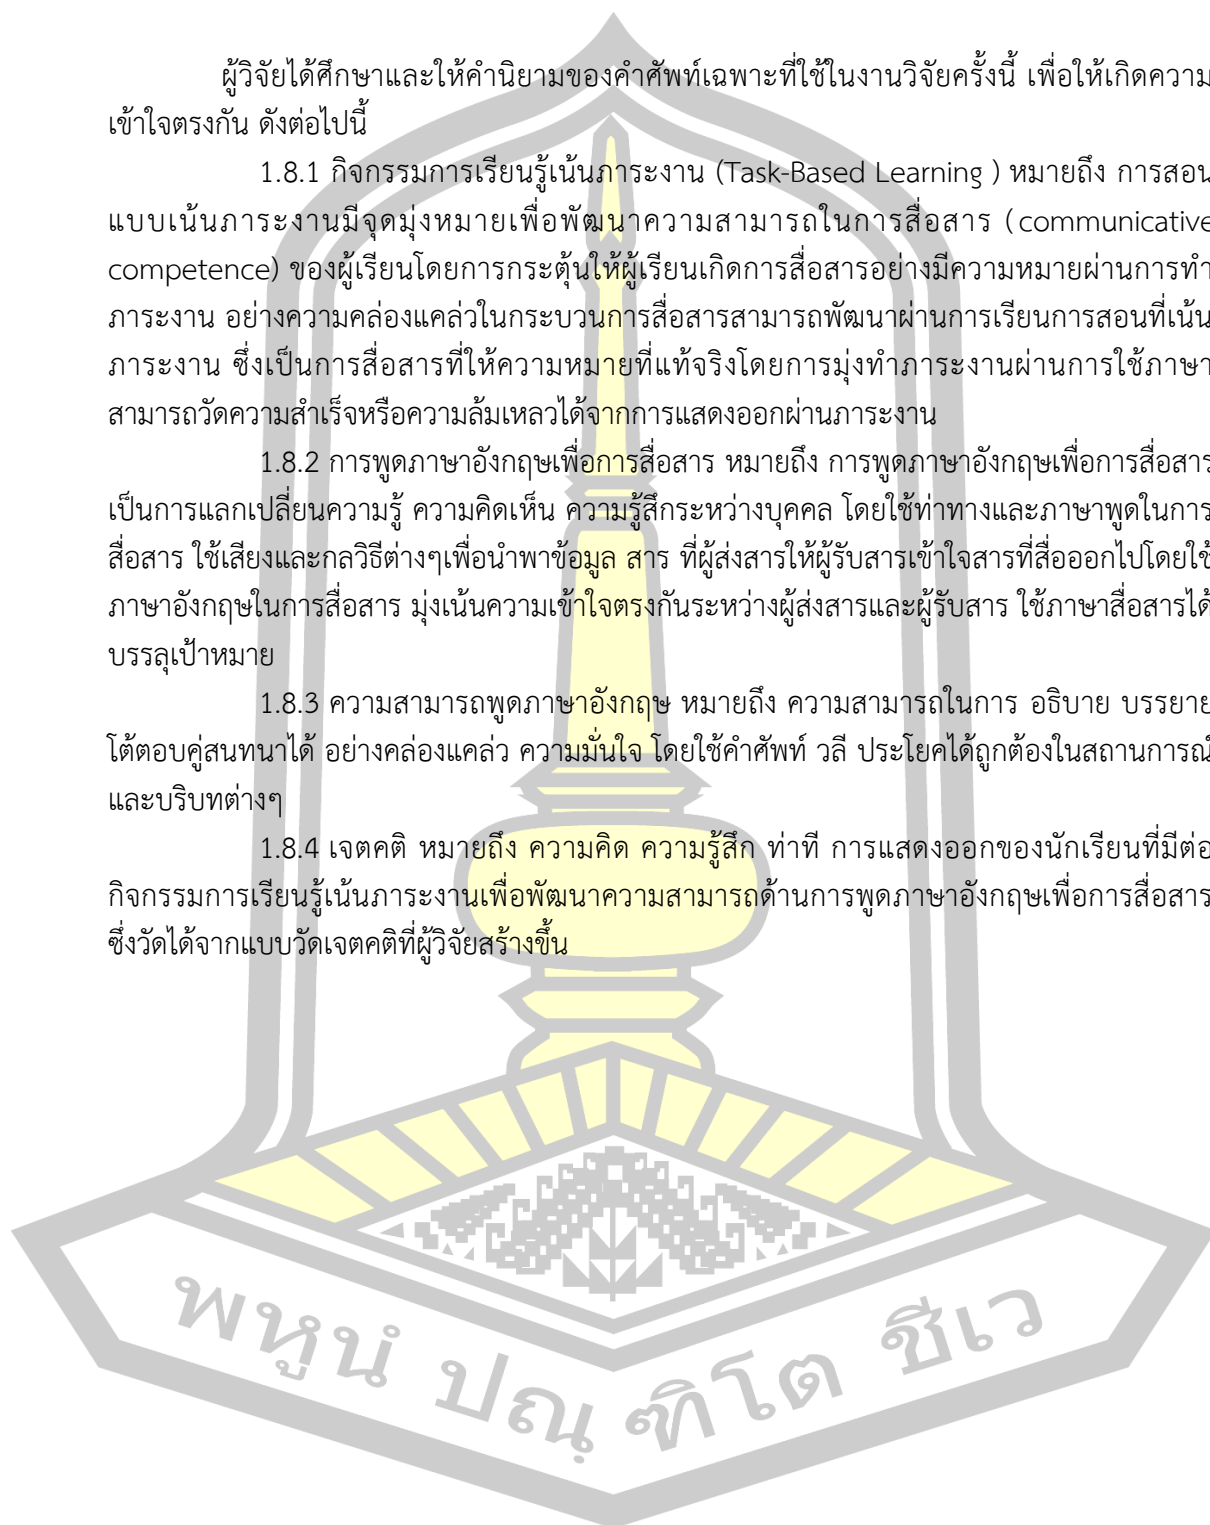 ผู้วิจัยได้ศึกษาและให้คำนิยามของคำศัพท์เฉพาะที่ใช้ในงานวิจัยครั้งนี้ เพื่อให้เกิดความ
เข้าใจตรงกัน ดังต่อไปนี้
1.8.1 กิจกรรมการเรียนรู้เน้นภาระงาน (Task-Based Learning ) หมายถึง การสอน
แบบเน้นภาระงานมีจุดมุ่งหมายเพื่อพัฒนาความสามารถในการสื่อสาร (communicative
competence) ของผู้เรียนโดยการกระตุ้นให้ผู้เรียนเกิดการสื่อสารอย่างมีความหมายผ่านการทำ
ภาระงาน อย่างความคล่องแคล่วในกระบวนการสื่อสารสามารถพัฒนาผ่านการเรียนการสอนที่เน้น
ภาระงาน ซึ่งเป็นการสื่อสารที่ให้ความหมายที่แท้จริงโดยการมุ่งทำภาระงานผ่านการใช้ภาษา
สามารถวัดความสำเร็จหรือความล้มเหลวได้จากการแสดงออกผ่านภาระงาน
1.8.2 การพูดภาษาอังกฤษเพื่อการสื่อสาร หมายถึง การพูดภาษาอังกฤษเพื่อการสื่อสาร
เป็นการแลกเปลี่ยนความรู้ ความคิดเห็น ความรู้สึกระหว่างบุคคล โดยใช้ท่าทางและภาษาพูดในการ
สื่อสาร ใช้เสียงและกลวิธีต่างๆเพื่อนำพาข้อมูล สาร ที่ผู้ส่งสารให้ผู้รับสารเข้าใจสารที่สื่อออกไปโดยใช้
ภาษาอังกฤษในการสื่อสาร มุ่งเน้นความเข้าใจตรงกันระหว่างผู้ส่งสารและผู้รับสาร ใช้ภาษาสื่อสารได้
บรรลุเป้าหมาย
1.8.3 ความสามารถพูดภาษาอังกฤษ หมายถึง ความสามารถในการ อธิบาย บรรยาย
โต้ตอบคู่สนทนาได้ อย่างคล่องแคล่ว ความมั่นใจ โดยใช้คำศัพท์ วลี ประโยคได้ถูกต้องในสถานการณ์
และบริบทต่างๆ
1.8.4 เจตคติ หมายถึง ความคิด ความรู้สึก ท่าที การแสดงออกของนักเรียนที่มีต่อ
กิจกรรมการเรียนรู้เน้นภาระงานเพื่อพัฒนาความสามารถด้านการพูดภาษาอังกฤษเพื่อการสื่อสาร
ซึ่งวัดได้จากแบบวัดเจตคติที่ผู้วิจัยสร้างขึ้น
พหูนํ ปณฺ ฑิโต ชีเว